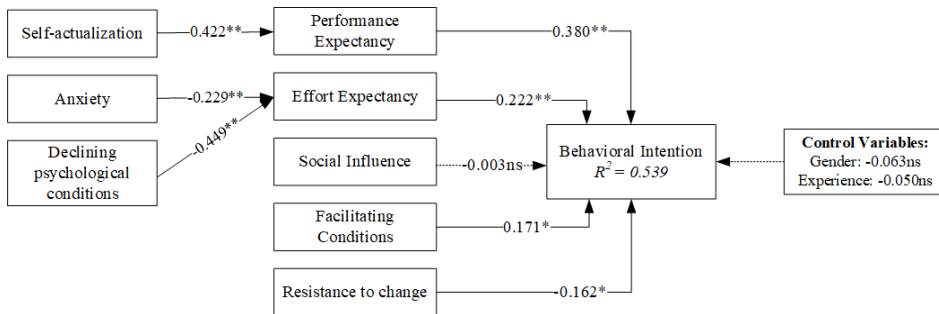 Self-actualization
0.422**
Performance
Expectancy
0.380**
Anxiety
-0.229**
Effort Expectancy
0.222**
Declining
psychological
conditions
-0.449**
Social Influence
-0.003ns
Behavioral Intention
R² = 0.539
Control Variables:
Gender: -0.063ns
Experience: -0.050ns
Facilitating
Conditions
0.171*
Resistance to change
-0.162*